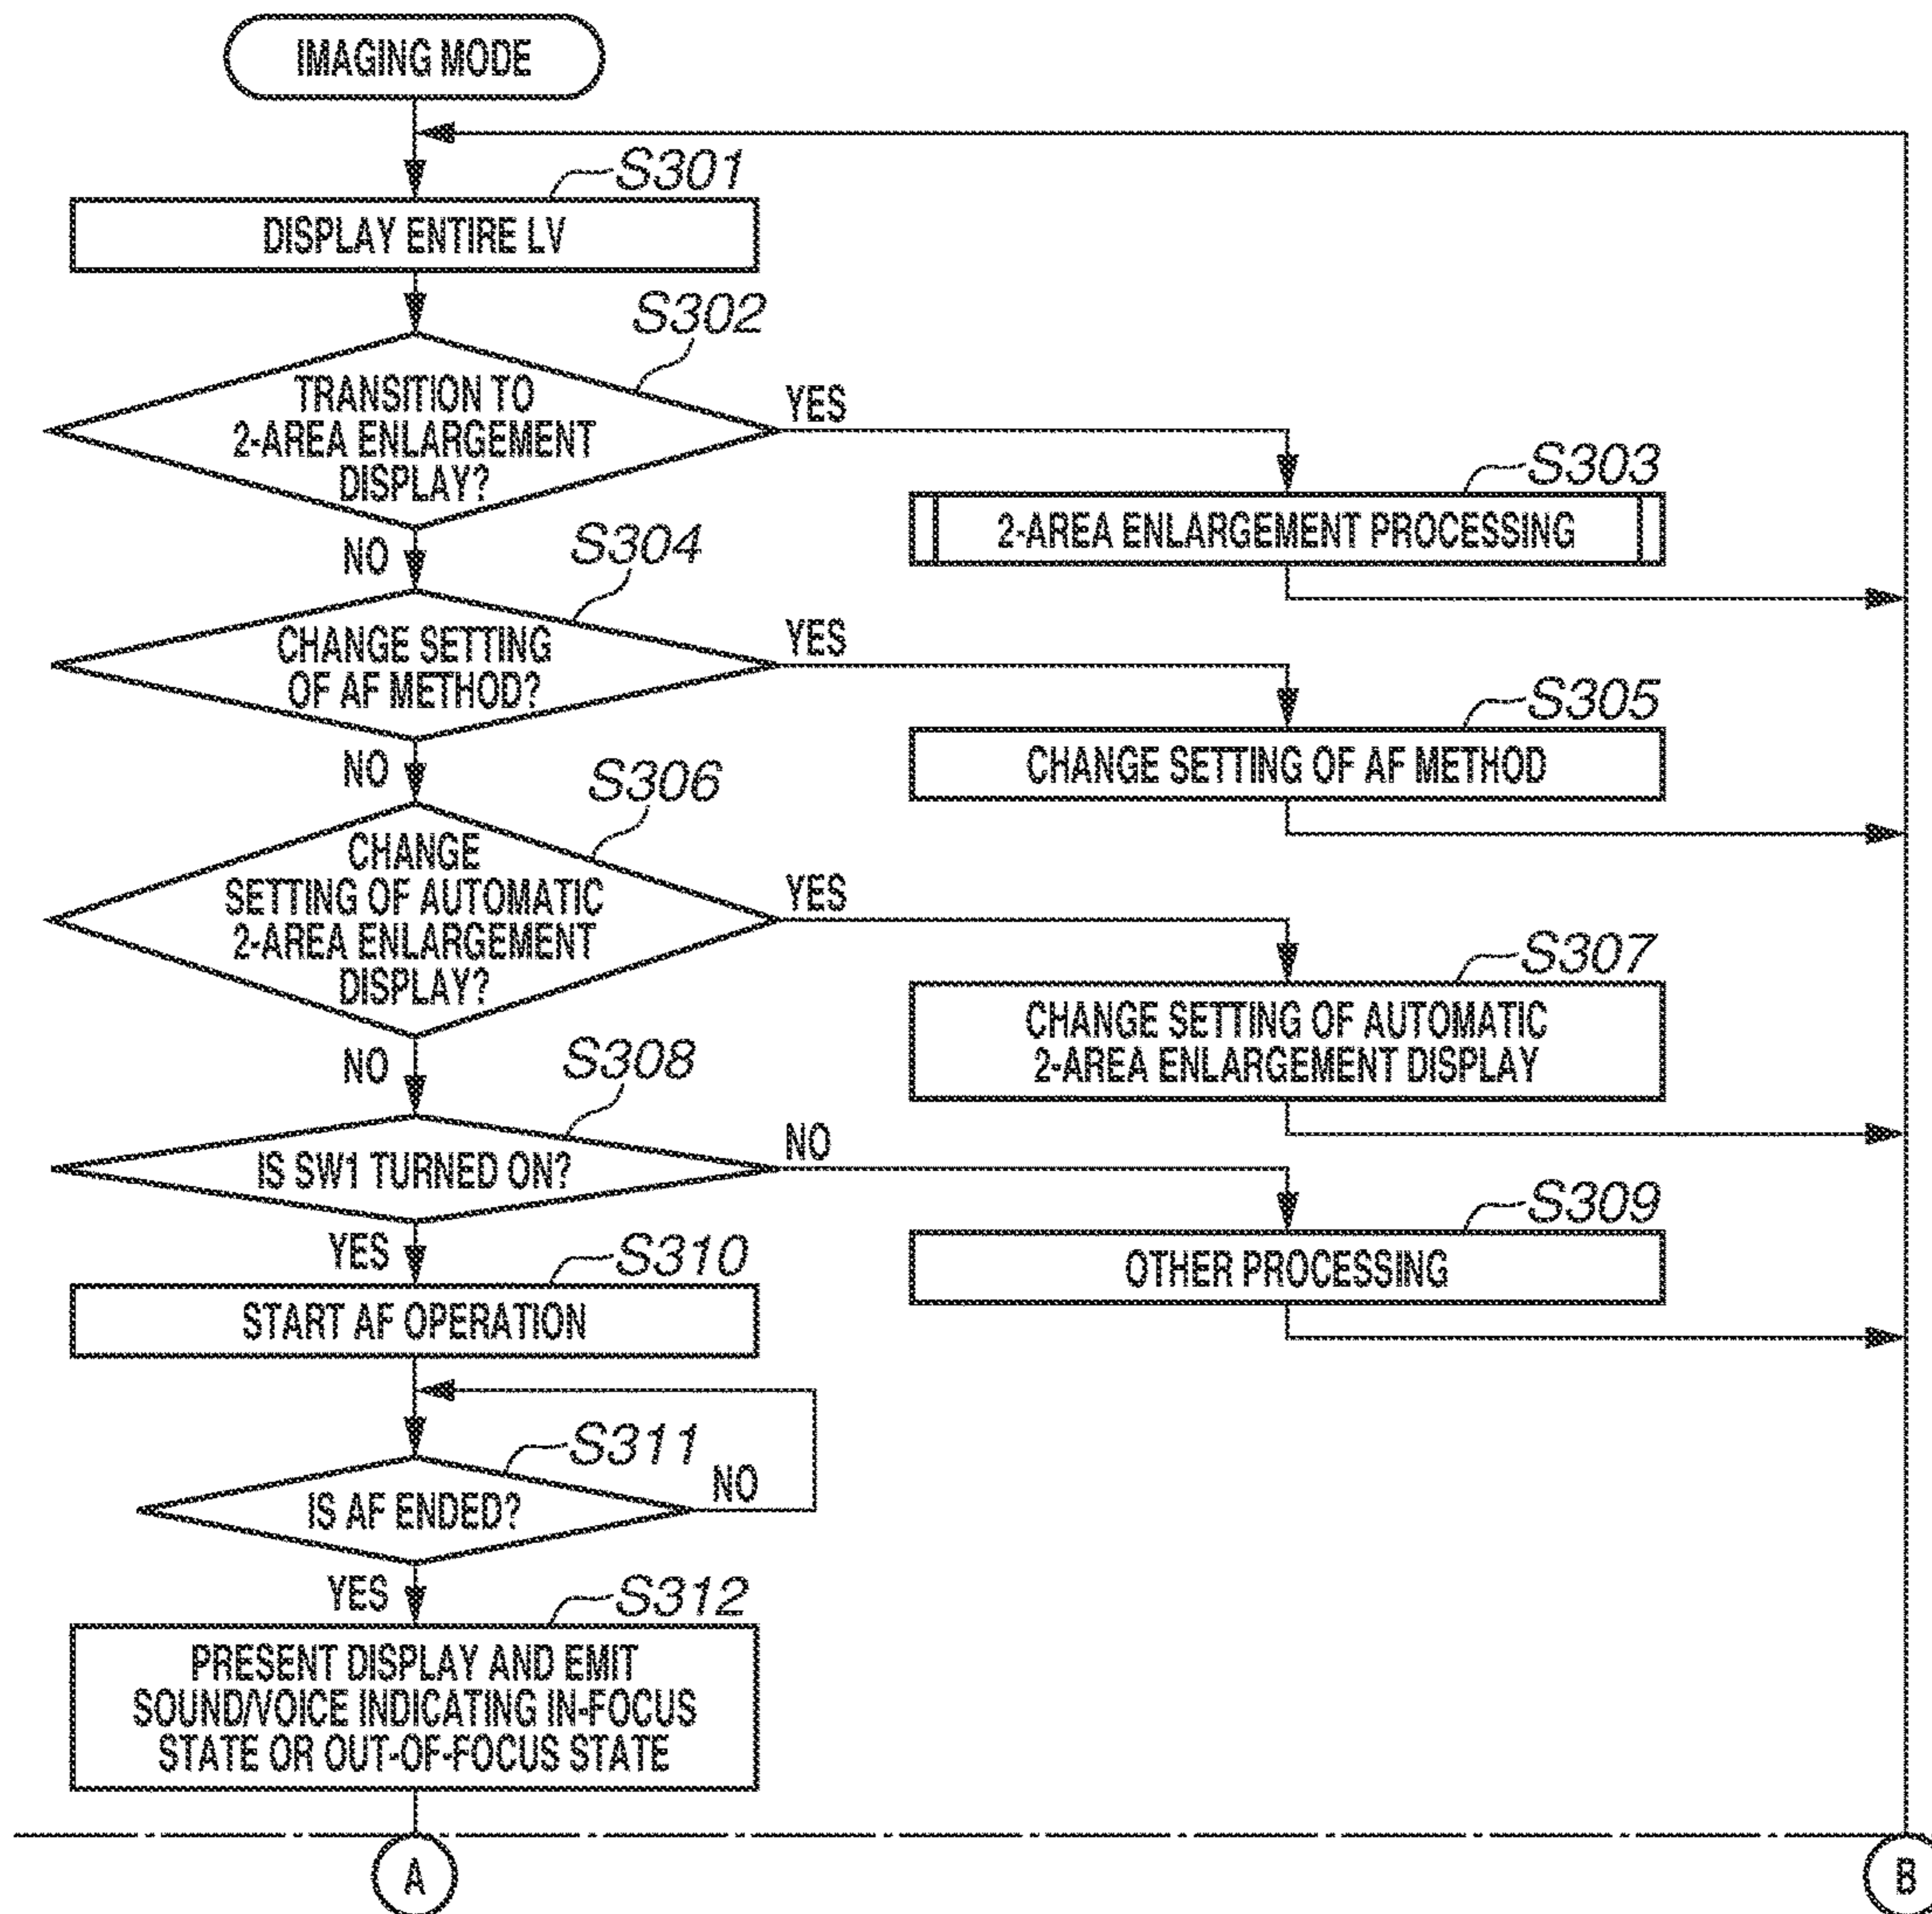 IMAGING MODE
S301
DISPLAY ENTIRE LV
S302
TRANSITION TO
2-AREA ENLARGEMENT
DISPLAY?
YES
NO
S303
2-AREA ENLARGEMENT PROCESSING
S304
CHANGE SETTING
OF AF METHOD?
YES
NO
S305
CHANGE SETTING OF AF METHOD
S306
CHANGE
SETTING OF AUTOMATIC
2-AREA ENLARGEMENT
DISPLAY?
YES
NO
S307
CHANGE SETTING OF AUTOMATIC
2-AREA ENLARGEMENT DISPLAY
S308
IS SW1 TURNED ON?
NO
YES
S309
OTHER PROCESSING
S310
START AF OPERATION
S311
IS AF ENDED?
NO
YES
S312
PRESENT DISPLAY AND EMIT
SOUND/VOICE INDICATING IN-FOCUS
STATE OR OUT-OF-FOCUS STATE
A
B